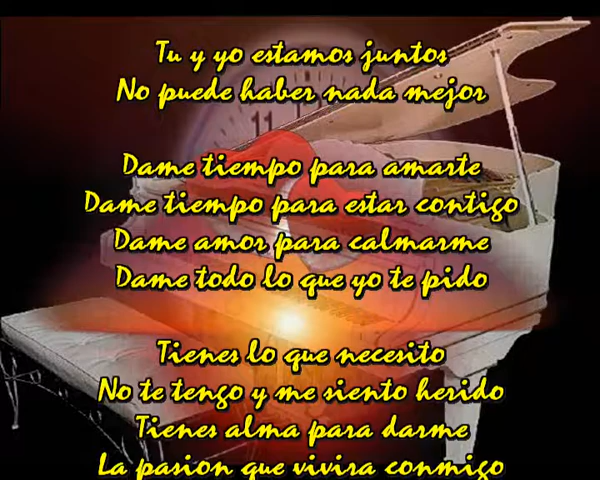 Tu y yo estamos juntos
No puede haber nada mejor
11
Dame tiempo para amarte
Dame tiempo para estar contigo
Dame amor para calmarme
Dame todo lo que yo te pido
Tienes lo que necesito
No te tengo y me siento herido
Tienes alma para darme
La pasion que vivira conmigo